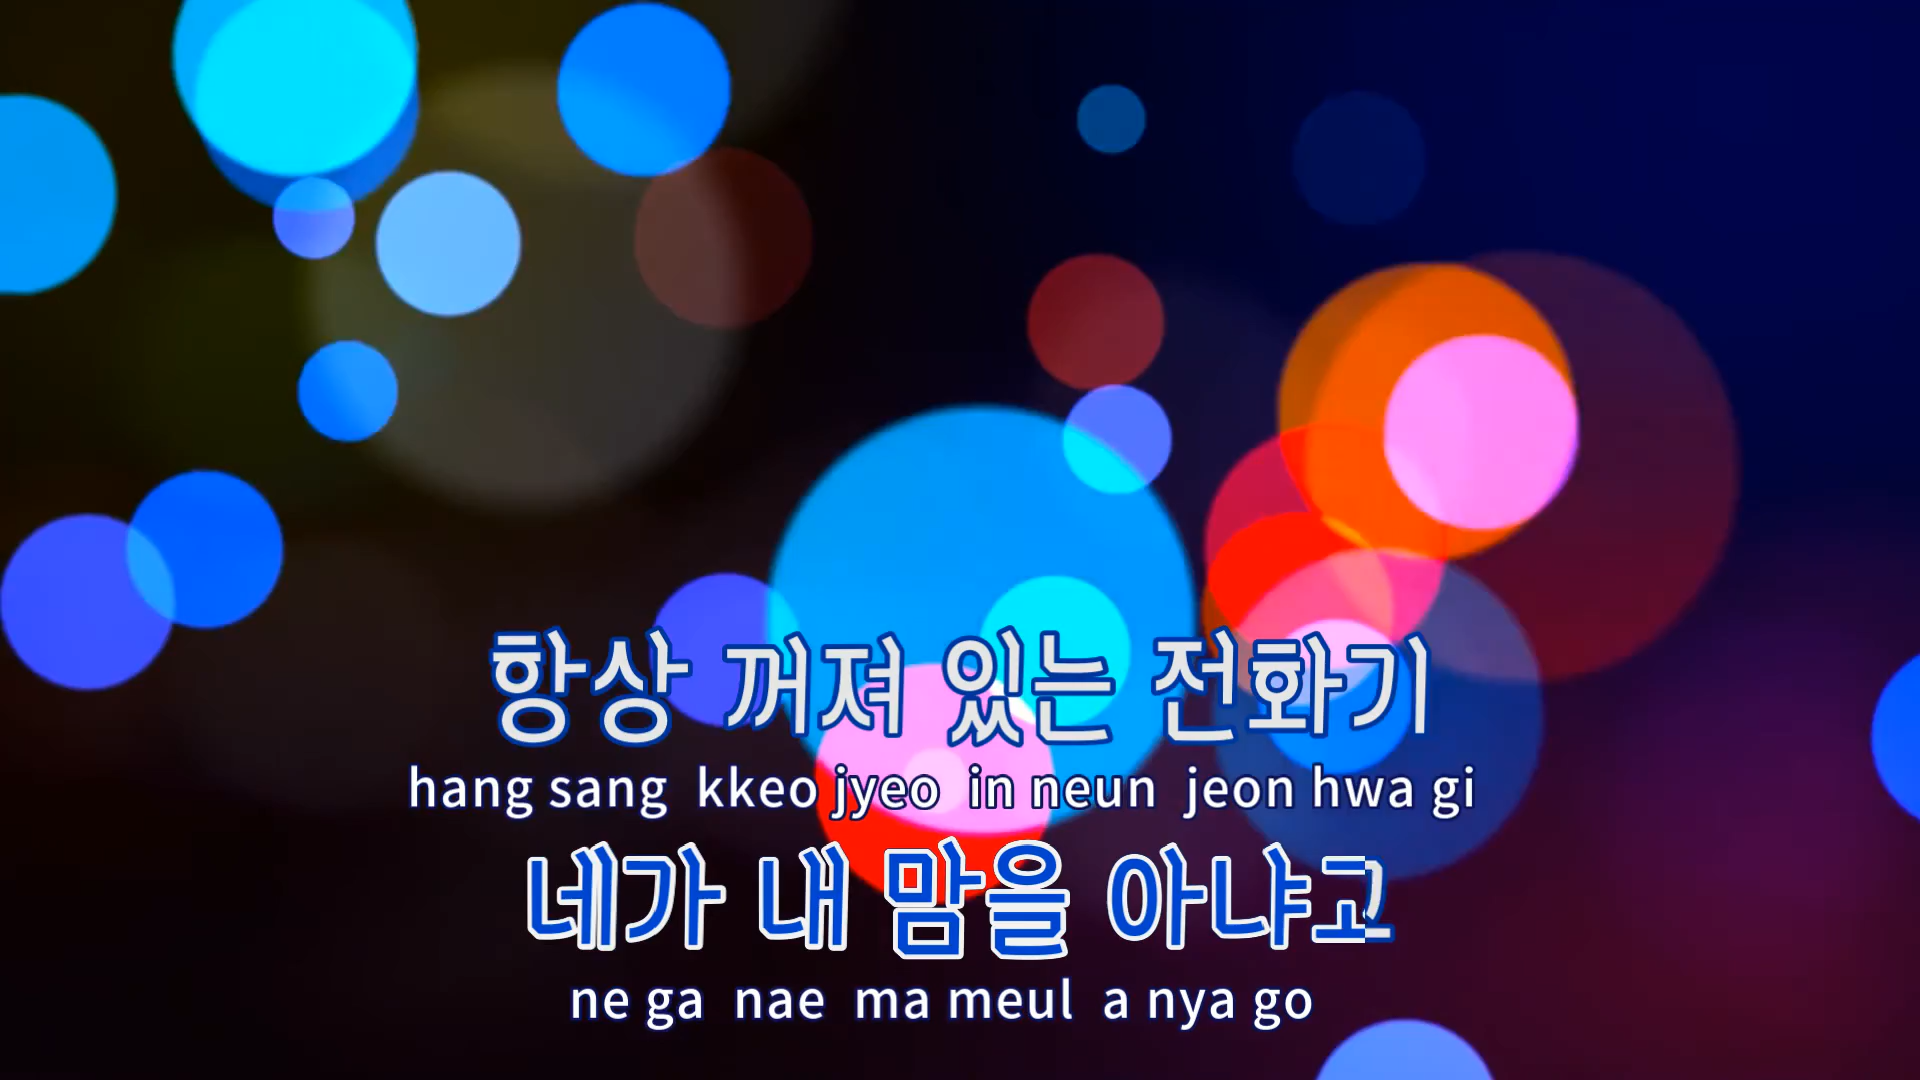 항상 꺼져 있는 전화기
hang sang kkeo jyeo in neun jeon hwa gi
네가 내 맘을 아냐고
ne ga nae ma meul a nya go